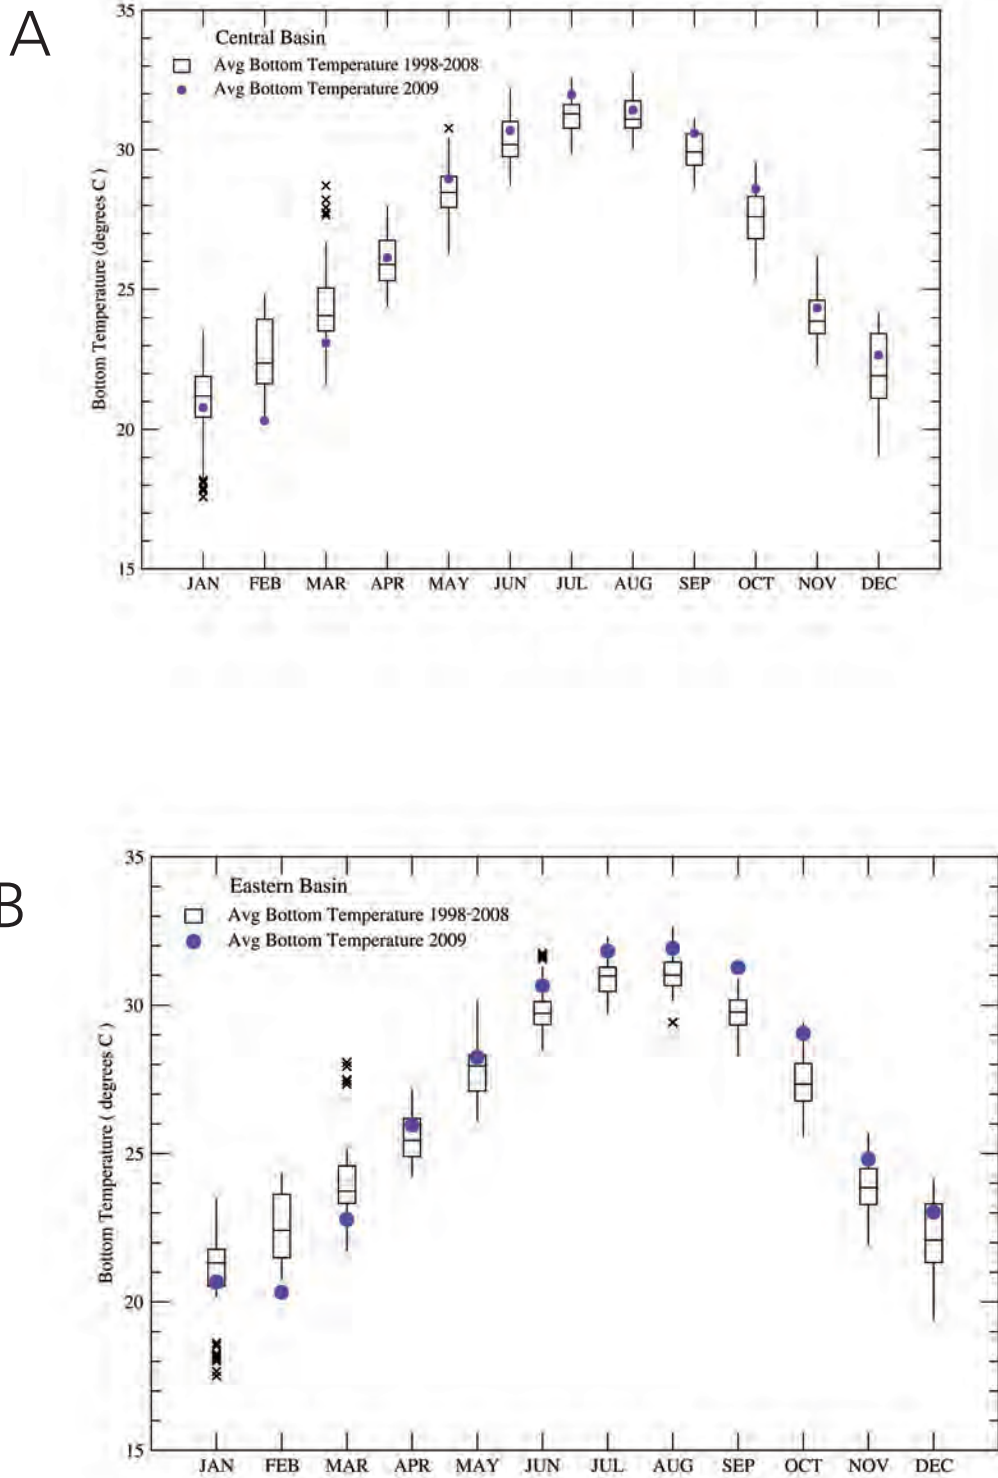 A
35
Central Basin
Avg Bottom Temperature 1998-2008
Avg Bottom Temperature 2009
30
25
20
15
Bottom Temperature (degrees C )
JAN FEB MAR APR MAY JUN JUL AUG SEP OCT NOV DEC
B
35
Eastern Basin
Avg Bottom Temperature 1998-2008
Avg Bottom Temperature 2009
30
25
20
15
Bottom Temperature ( degrees C )
JAN FEB MAR APR MAY JUN JUL AUG SEP OCT NOV DEC